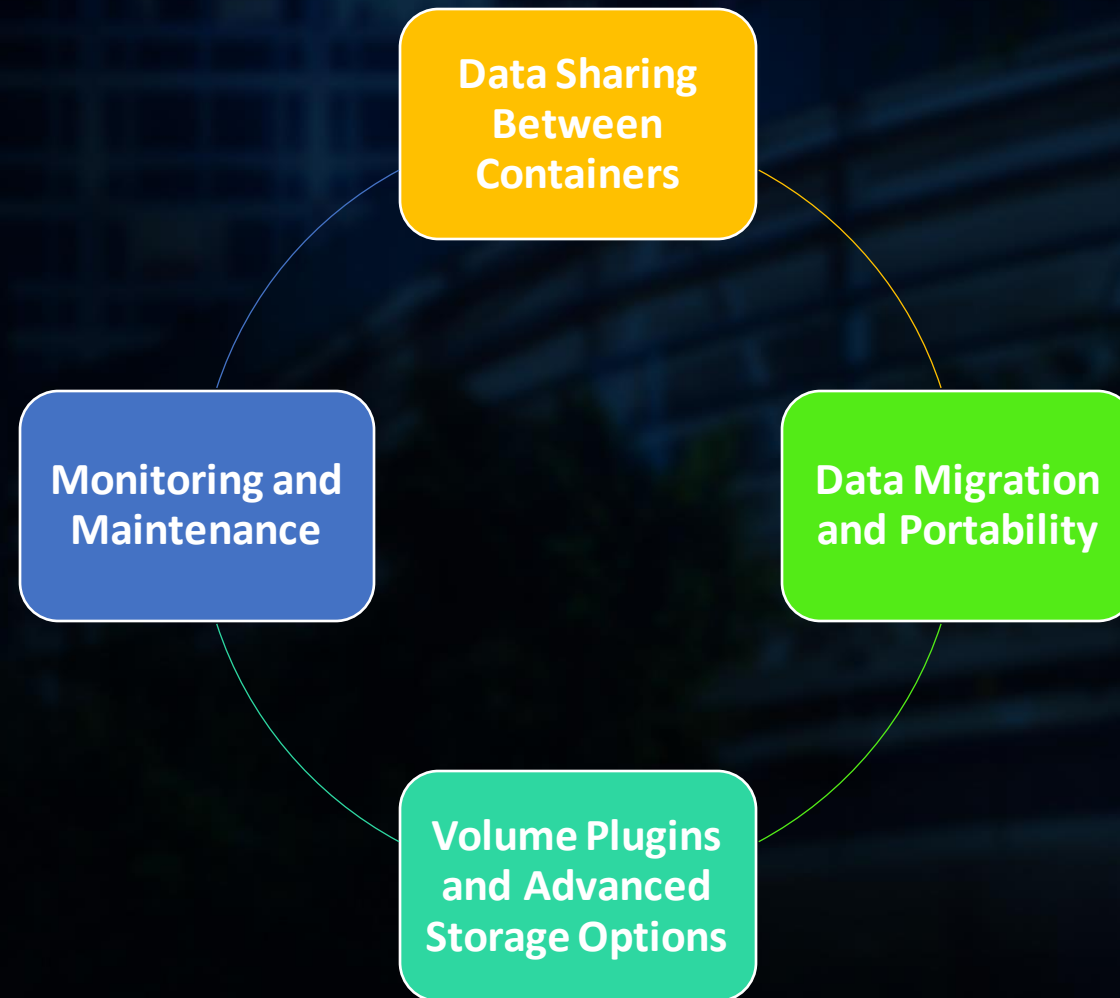 Data Sharing
Between
Containers
Monitoring and
Maintenance
Data Migration
and Portability
Volume Plugins
and Advanced
Storage Options